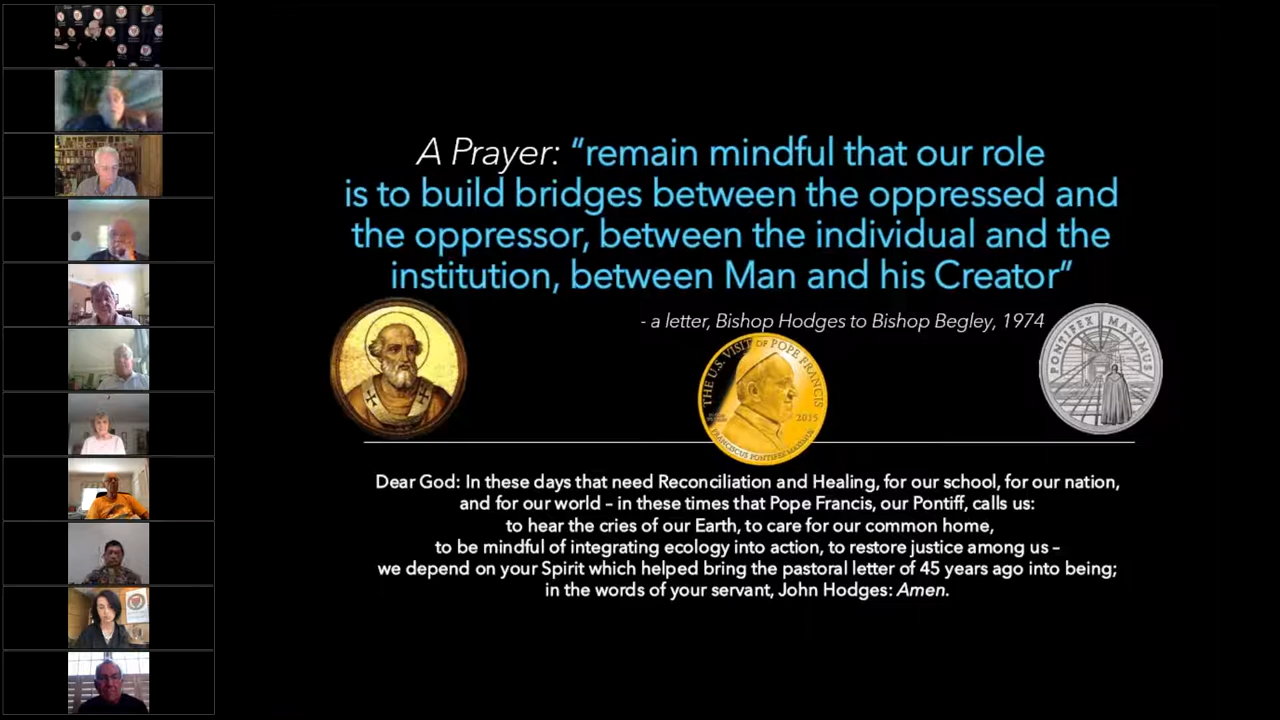 A Prayer: “remain mindful that our role
is to build bridges between the oppressed and
the oppressor, between the individual and the
institution, between Man and his Creator”
- a letter, Bishop Hodges to Bishop Begley, 1974
THE U.S. VISIT OF POPE FRANCIS
2015
FRANCISCUS PONTIFEX MAXIMUS
PONTIFEX MAXIMUS
Dear God: In these days that need Reconciliation and Healing, for our school, for our nation,
and for our world – in these times that Pope Francis, our Pontiff, calls us:
to hear the cries of our Earth, to care for our common home,
to be mindful of integrating ecology into action, to restore justice among us –
we depend on your Spirit which helped bring the pastoral letter of 45 years ago into being;
in the words of your servant, John Hodges: Amen.